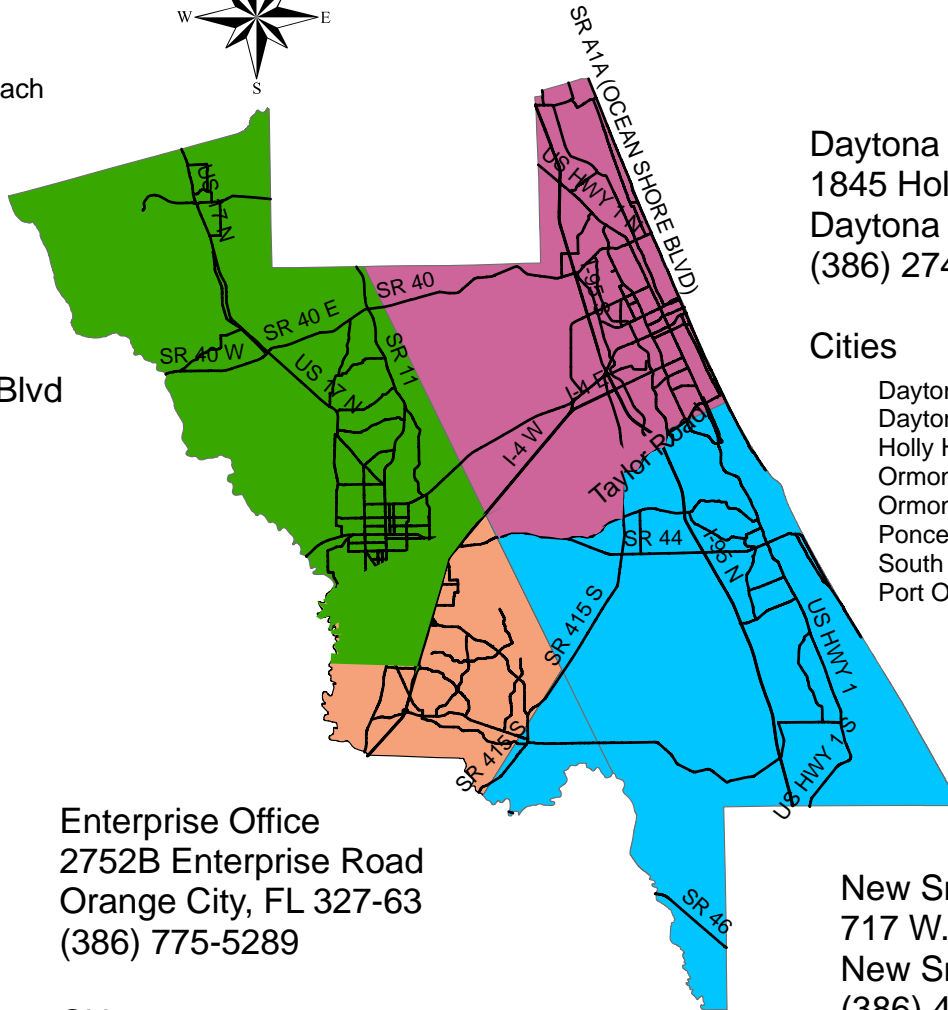 W
E
S
ach
Blvd
SR A1A (OCEAN SHORE BLVD)
US HWY 1 N
US 17 N
I-95 S
SR 40
SR 40 E
SR 40 W
SR 11
US 17 N
I-4 E
I-4 W
Taylor Road
SR 44
I-95 N
SR 415 S
US HWY 1
SR 415 S
US HWY 1 S
SR 46
Daytona
1845 Hol
Daytona
(386) 274
Cities
Dayton
Dayton
Holly H
Ormon
Ormon
Ponce
South
Port O
Enterprise Office
2752B Enterprise Road
Orange City, FL 327-63
(386) 775-5289
New Sm
717 W.
New Sm
(386) 4